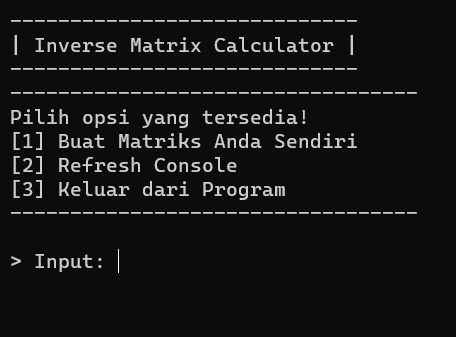 -----------------------------
| Inverse Matrix Calculator |
-----------------------------
----------------------------------
Pilih opsi yang tersedia!
[1] Buat Matriks Anda Sendiri
[2] Refresh Console
[3] Keluar dari Program
----------------------------------
> Input: